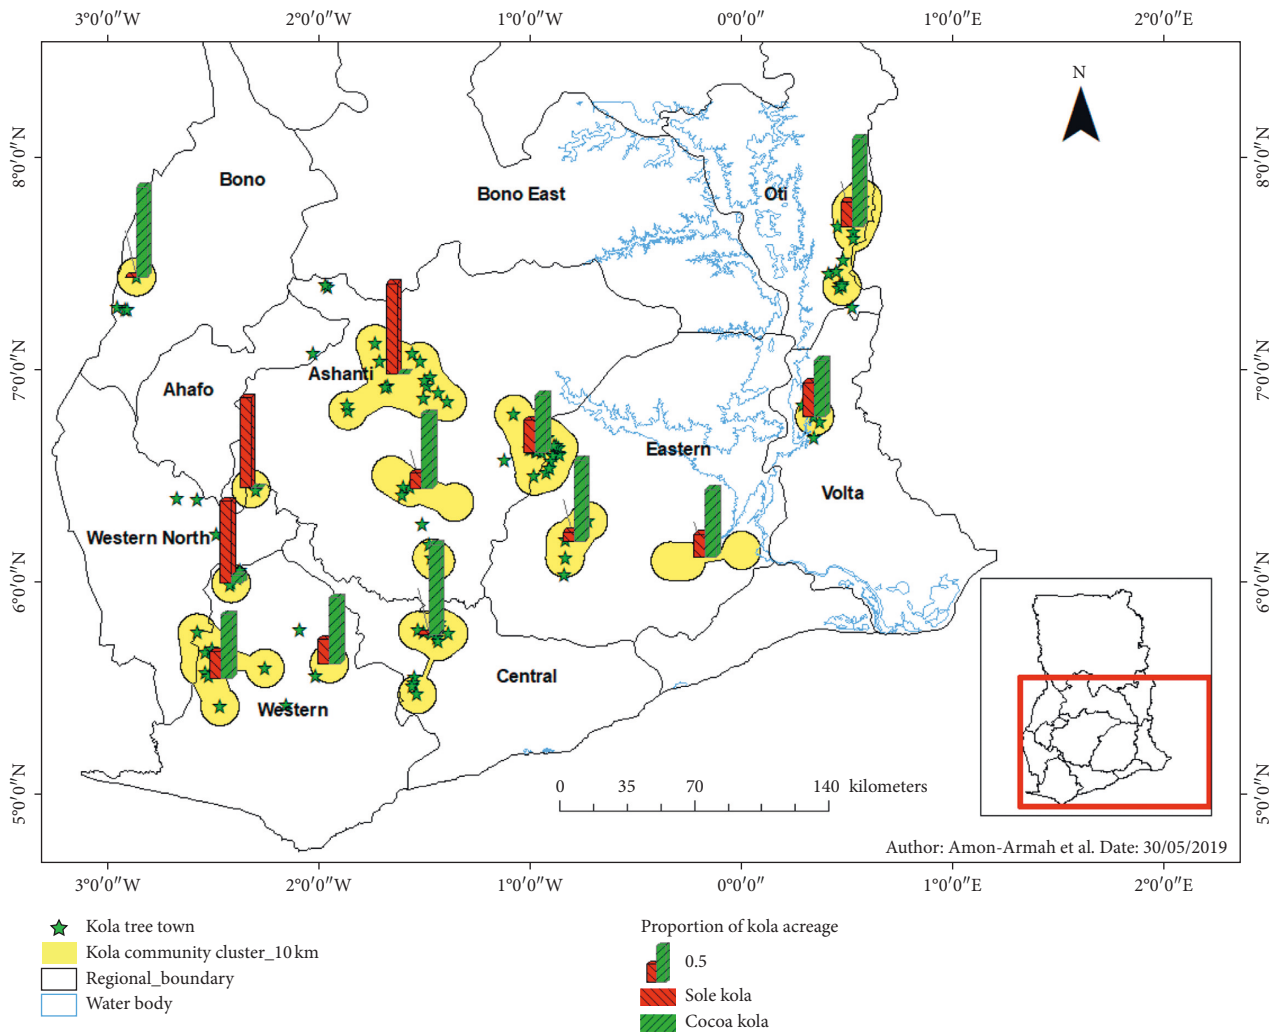 3°0′0″W 2°0′0″W 1°0′0″W 0°0′0″ 1°0′0″E 2°0′0″E
N
8°0′0″N 8°0′0″N
Bono
Bono East
Oti
7°0′0″N 7°0′0″N
Ashanti
Ahafo
Eastern
Volta
Western North
6°0′0″N 6°0′0″N
Central
Western
0 35 70 140 kilometers
5°0′0″N 5°0′0″N
Author: Amon-Armah et al. Date: 30/05/2019
3°0′0″W 2°0′0″W 1°0′0″W 0°0′0″ 1°0′0″E 2°0′0″E
Kola tree town
Kola community cluster_10 km
Regional_boundary
Water body
Proportion of kola acreage
0.5
Sole kola
Cocoa kola